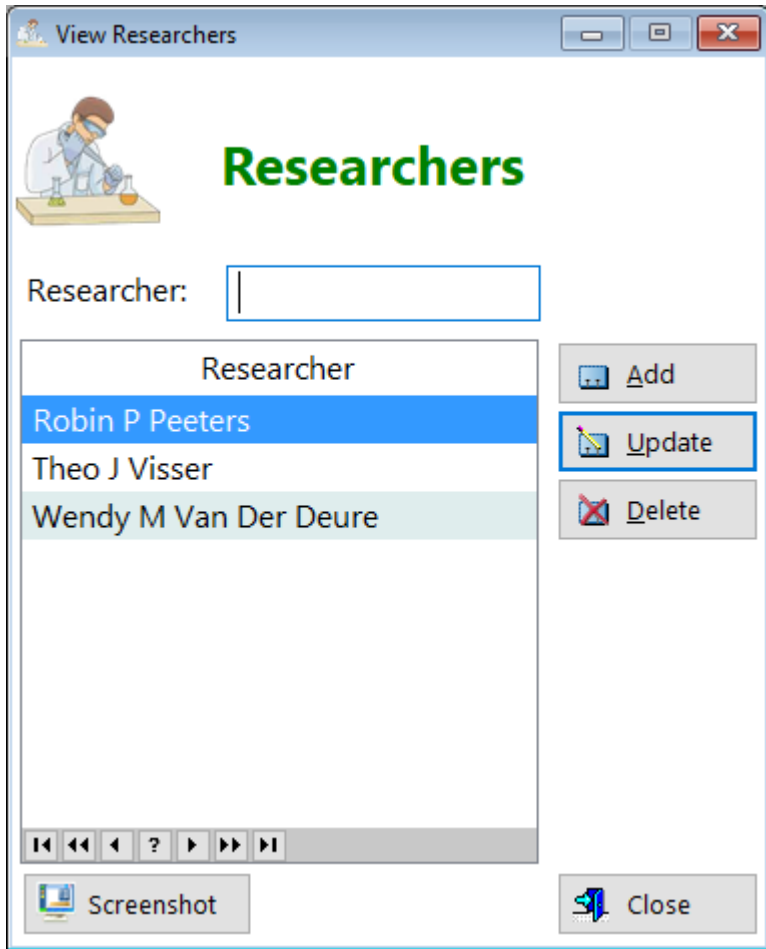 View Researchers
Researchers
Researcher:
Researcher
Robin P Peeters
Theo J Visser
Wendy M Van Der Deure
Add
Update
Delete
?
Screenshot
Close